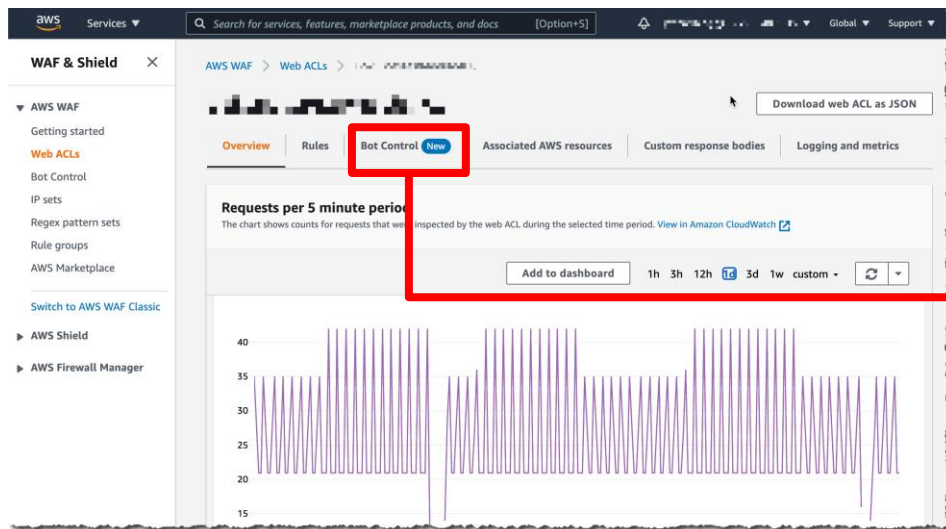 aws Services ▼ Search for services, features, marketplace products, and docs [Option+S] Global ▼ Support ▼
WAF & Shield ×
AWS WAF > Web ACLs >
▼ AWS WAF
Getting started
Web ACLs
Bot Control
IP sets
Regex pattern sets
Rule groups
AWS Marketplace
Switch to AWS WAF Classic
▶ AWS Shield
▶ AWS Firewall Manager
Download web ACL as JSON
Overview Rules Bot Control New Associated AWS resources Custom response bodies Logging and metrics
Requests per 5 minute period
The chart shows counts for requests that were inspected by the web ACL during the selected time period. View in Amazon CloudWatch
Add to dashboard 1h 3h 12h 1d 3d 1w custom
40
35
30
25
20
15